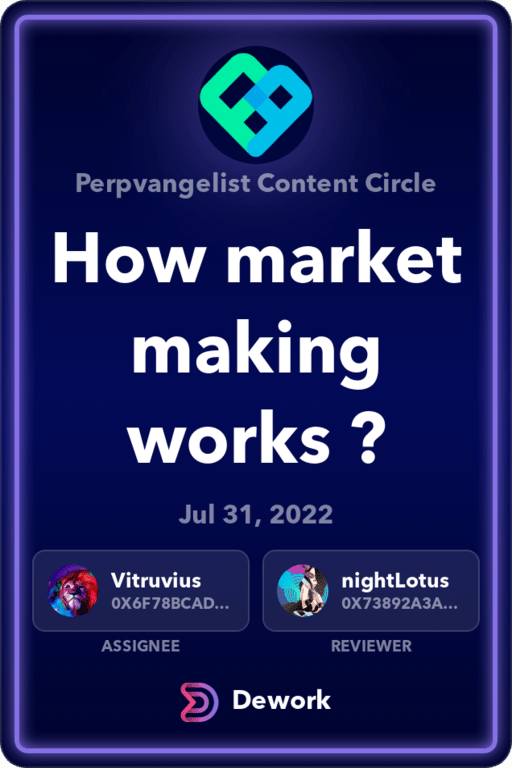 Perpvangelist Content Circle
How market
making
works ?
Jul 31, 2022
Vitruvius
0X6F78BCAD...
ASSIGNEE
nightLotus
0X73892A3A...
REVIEWER
Dework